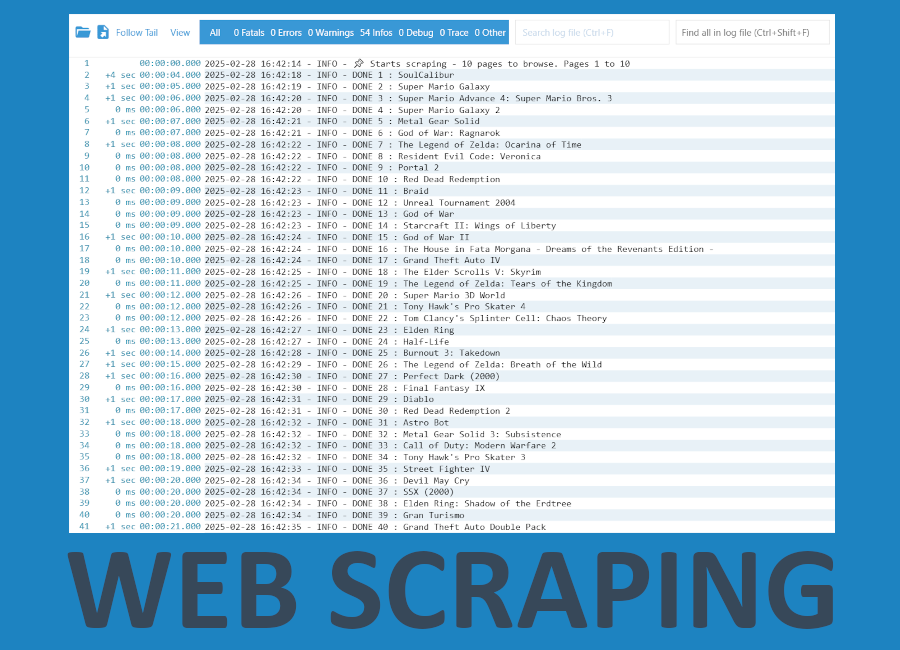 Follow Tail View All 0 Fatals 0 Errors 0 Warnings 54 Infos 0 Debug 0 Trace 0 Other Search log file (Ctrl+F) Find all in log file (Ctrl+Shift+F)
1 00:00:00.000 2025-02-28 16:42:14 - INFO - 📌 Starts scraping - 10 pages to browse. Pages 1 to 10
2 +4 sec 00:00:04.000 2025-02-28 16:42:18 - INFO - DONE 1 : SoulCalibur
3 +1 sec 00:00:05.000 2025-02-28 16:42:19 - INFO - DONE 2 : Super Mario Galaxy
4 +1 sec 00:00:06.000 2025-02-28 16:42:20 - INFO - DONE 3 : Super Mario Advance 4: Super Mario Bros. 3
5 0 ms 00:00:06.000 2025-02-28 16:42:20 - INFO - DONE 4 : Super Mario Galaxy 2
6 +1 sec 00:00:07.000 2025-02-28 16:42:21 - INFO - DONE 5 : Metal Gear Solid
7 0 ms 00:00:07.000 2025-02-28 16:42:21 - INFO - DONE 6 : God of War: Ragnarok
8 +1 sec 00:00:08.000 2025-02-28 16:42:22 - INFO - DONE 7 : The Legend of Zelda: Ocarina of Time
9 0 ms 00:00:08.000 2025-02-28 16:42:22 - INFO - DONE 8 : Resident Evil Code: Veronica
10 0 ms 00:00:08.000 2025-02-28 16:42:22 - INFO - DONE 9 : Portal 2
11 0 ms 00:00:08.000 2025-02-28 16:42:22 - INFO - DONE 10 : Red Dead Redemption
12 +1 sec 00:00:09.000 2025-02-28 16:42:23 - INFO - DONE 11 : Braid
13 0 ms 00:00:09.000 2025-02-28 16:42:23 - INFO - DONE 12 : Unreal Tournament 2004
14 0 ms 00:00:09.000 2025-02-28 16:42:23 - INFO - DONE 13 : God of War
15 0 ms 00:00:09.000 2025-02-28 16:42:23 - INFO - DONE 14 : Starcraft II: Wings of Liberty
16 +1 sec 00:00:10.000 2025-02-28 16:42:24 - INFO - DONE 15 : God of War II
17 0 ms 00:00:10.000 2025-02-28 16:42:24 - INFO - DONE 16 : The House in Fata Morgana - Dreams of the Revenants Edition -
18 0 ms 00:00:10.000 2025-02-28 16:42:24 - INFO - DONE 17 : Grand Theft Auto IV
19 +1 sec 00:00:11.000 2025-02-28 16:42:25 - INFO - DONE 18 : The Elder Scrolls V: Skyrim
20 0 ms 00:00:11.000 2025-02-28 16:42:25 - INFO - DONE 19 : The Legend of Zelda: Tears of the Kingdom
21 +1 sec 00:00:12.000 2025-02-28 16:42:26 - INFO - DONE 20 : Super Mario 3D World
22 0 ms 00:00:12.000 2025-02-28 16:42:26 - INFO - DONE 21 : Tony Hawk's Pro Skater 4
23 0 ms 00:00:12.000 2025-02-28 16:42:26 - INFO - DONE 22 : Tom Clancy's Splinter Cell: Chaos Theory
24 +1 sec 00:00:13.000 2025-02-28 16:42:27 - INFO - DONE 23 : Elden Ring
25 0 ms 00:00:13.000 2025-02-28 16:42:27 - INFO - DONE 24 : Half-Life
26 +1 sec 00:00:14.000 2025-02-28 16:42:28 - INFO - DONE 25 : Burnout 3: Takedown
27 +1 sec 00:00:15.000 2025-02-28 16:42:29 - INFO - DONE 26 : The Legend of Zelda: Breath of the Wild
28 +1 sec 00:00:16.000 2025-02-28 16:42:30 - INFO - DONE 27 : Perfect Dark (2000)
29 0 ms 00:00:16.000 2025-02-28 16:42:30 - INFO - DONE 28 : Final Fantasy IX
30 +1 sec 00:00:17.000 2025-02-28 16:42:31 - INFO - DONE 29 : Diablo
31 0 ms 00:00:17.000 2025-02-28 16:42:31 - INFO - DONE 30 : Red Dead Redemption 2
32 +1 sec 00:00:18.000 2025-02-28 16:42:32 - INFO - DONE 31 : Astro Bot
33 0 ms 00:00:18.000 2025-02-28 16:42:32 - INFO - DONE 32 : Metal Gear Solid 3: Subsistence
34 0 ms 00:00:18.000 2025-02-28 16:42:32 - INFO - DONE 33 : Call of Duty: Modern Warfare 2
35 0 ms 00:00:18.000 2025-02-28 16:42:32 - INFO - DONE 34 : Tony Hawk's Pro Skater 3
36 +1 sec 00:00:19.000 2025-02-28 16:42:33 - INFO - DONE 35 : Street Fighter IV
37 +1 sec 00:00:20.000 2025-02-28 16:42:34 - INFO - DONE 36 : Devil May Cry
38 0 ms 00:00:20.000 2025-02-28 16:42:34 - INFO - DONE 37 : SSX (2000)
39 0 ms 00:00:20.000 2025-02-28 16:42:34 - INFO - DONE 38 : Elden Ring: Shadow of the Erdtree
40 0 ms 00:00:20.000 2025-02-28 16:42:34 - INFO - DONE 39 : Gran Turismo
41 +1 sec 00:00:21.000 2025-02-28 16:42:35 - INFO - DONE 40 : Grand Theft Auto Double Pack
WEB SCRAPING